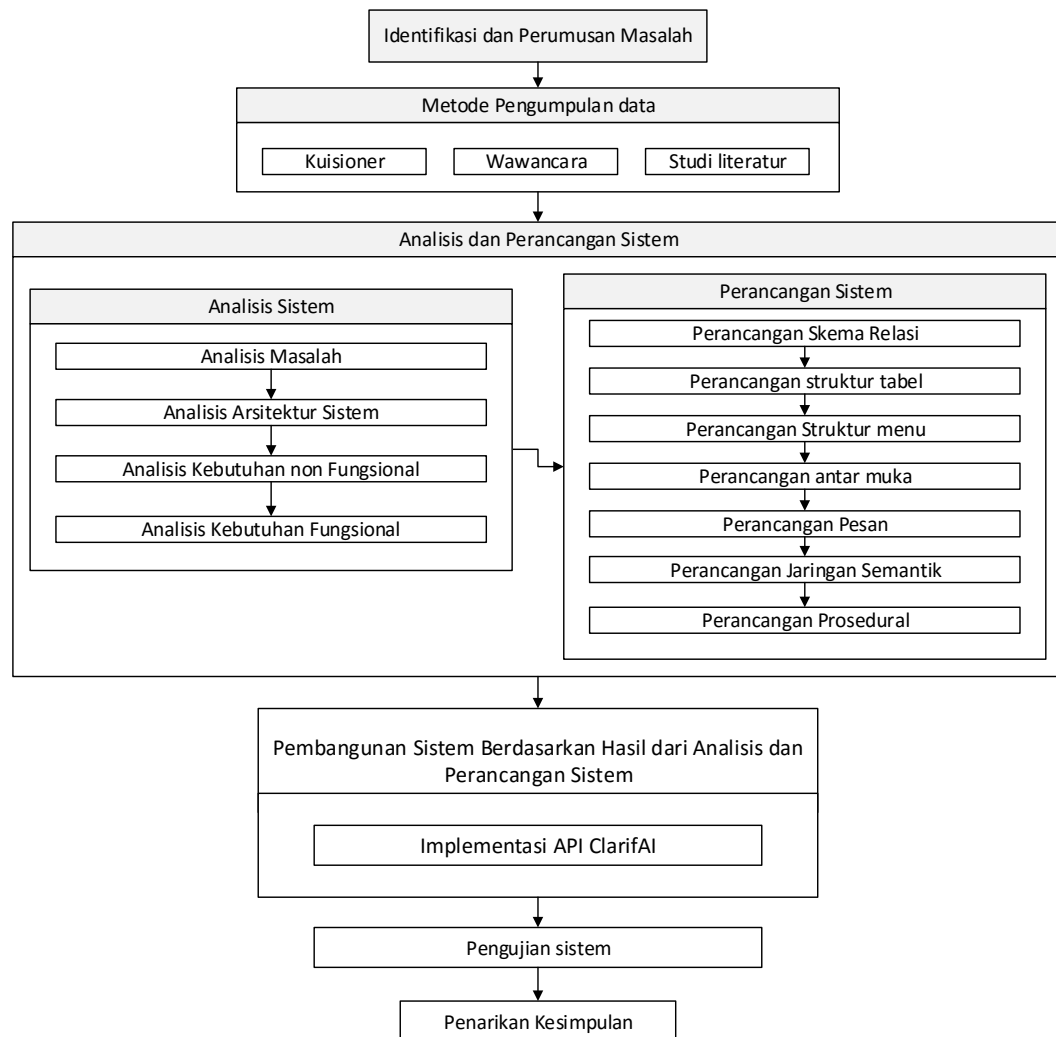 Identifikasi dan Perumusan Masalah
Metode Pengumpulan data
Kuisioner
Wawancara
Studi literatur
Analisis dan Perancangan Sistem
Analisis Sistem
Analisis Masalah
Analisis Arsitektur Sistem
Analisis Kebutuhan non Fungsional
Analisis Kebutuhan Fungsional
Perancangan Sistem
Perancangan Skema Relasi
Perancangan struktur tabel
Perancangan Struktur menu
Perancangan antar muka
Perancangan Pesan
Perancangan Jaringan Semantik
Perancangan Prosedural
Pembangunan Sistem Berdasarkan Hasil dari Analisis dan
Perancangan Sistem
Implementasi API ClarifAI
Pengujian sistem
Penarikan Kesimpulan